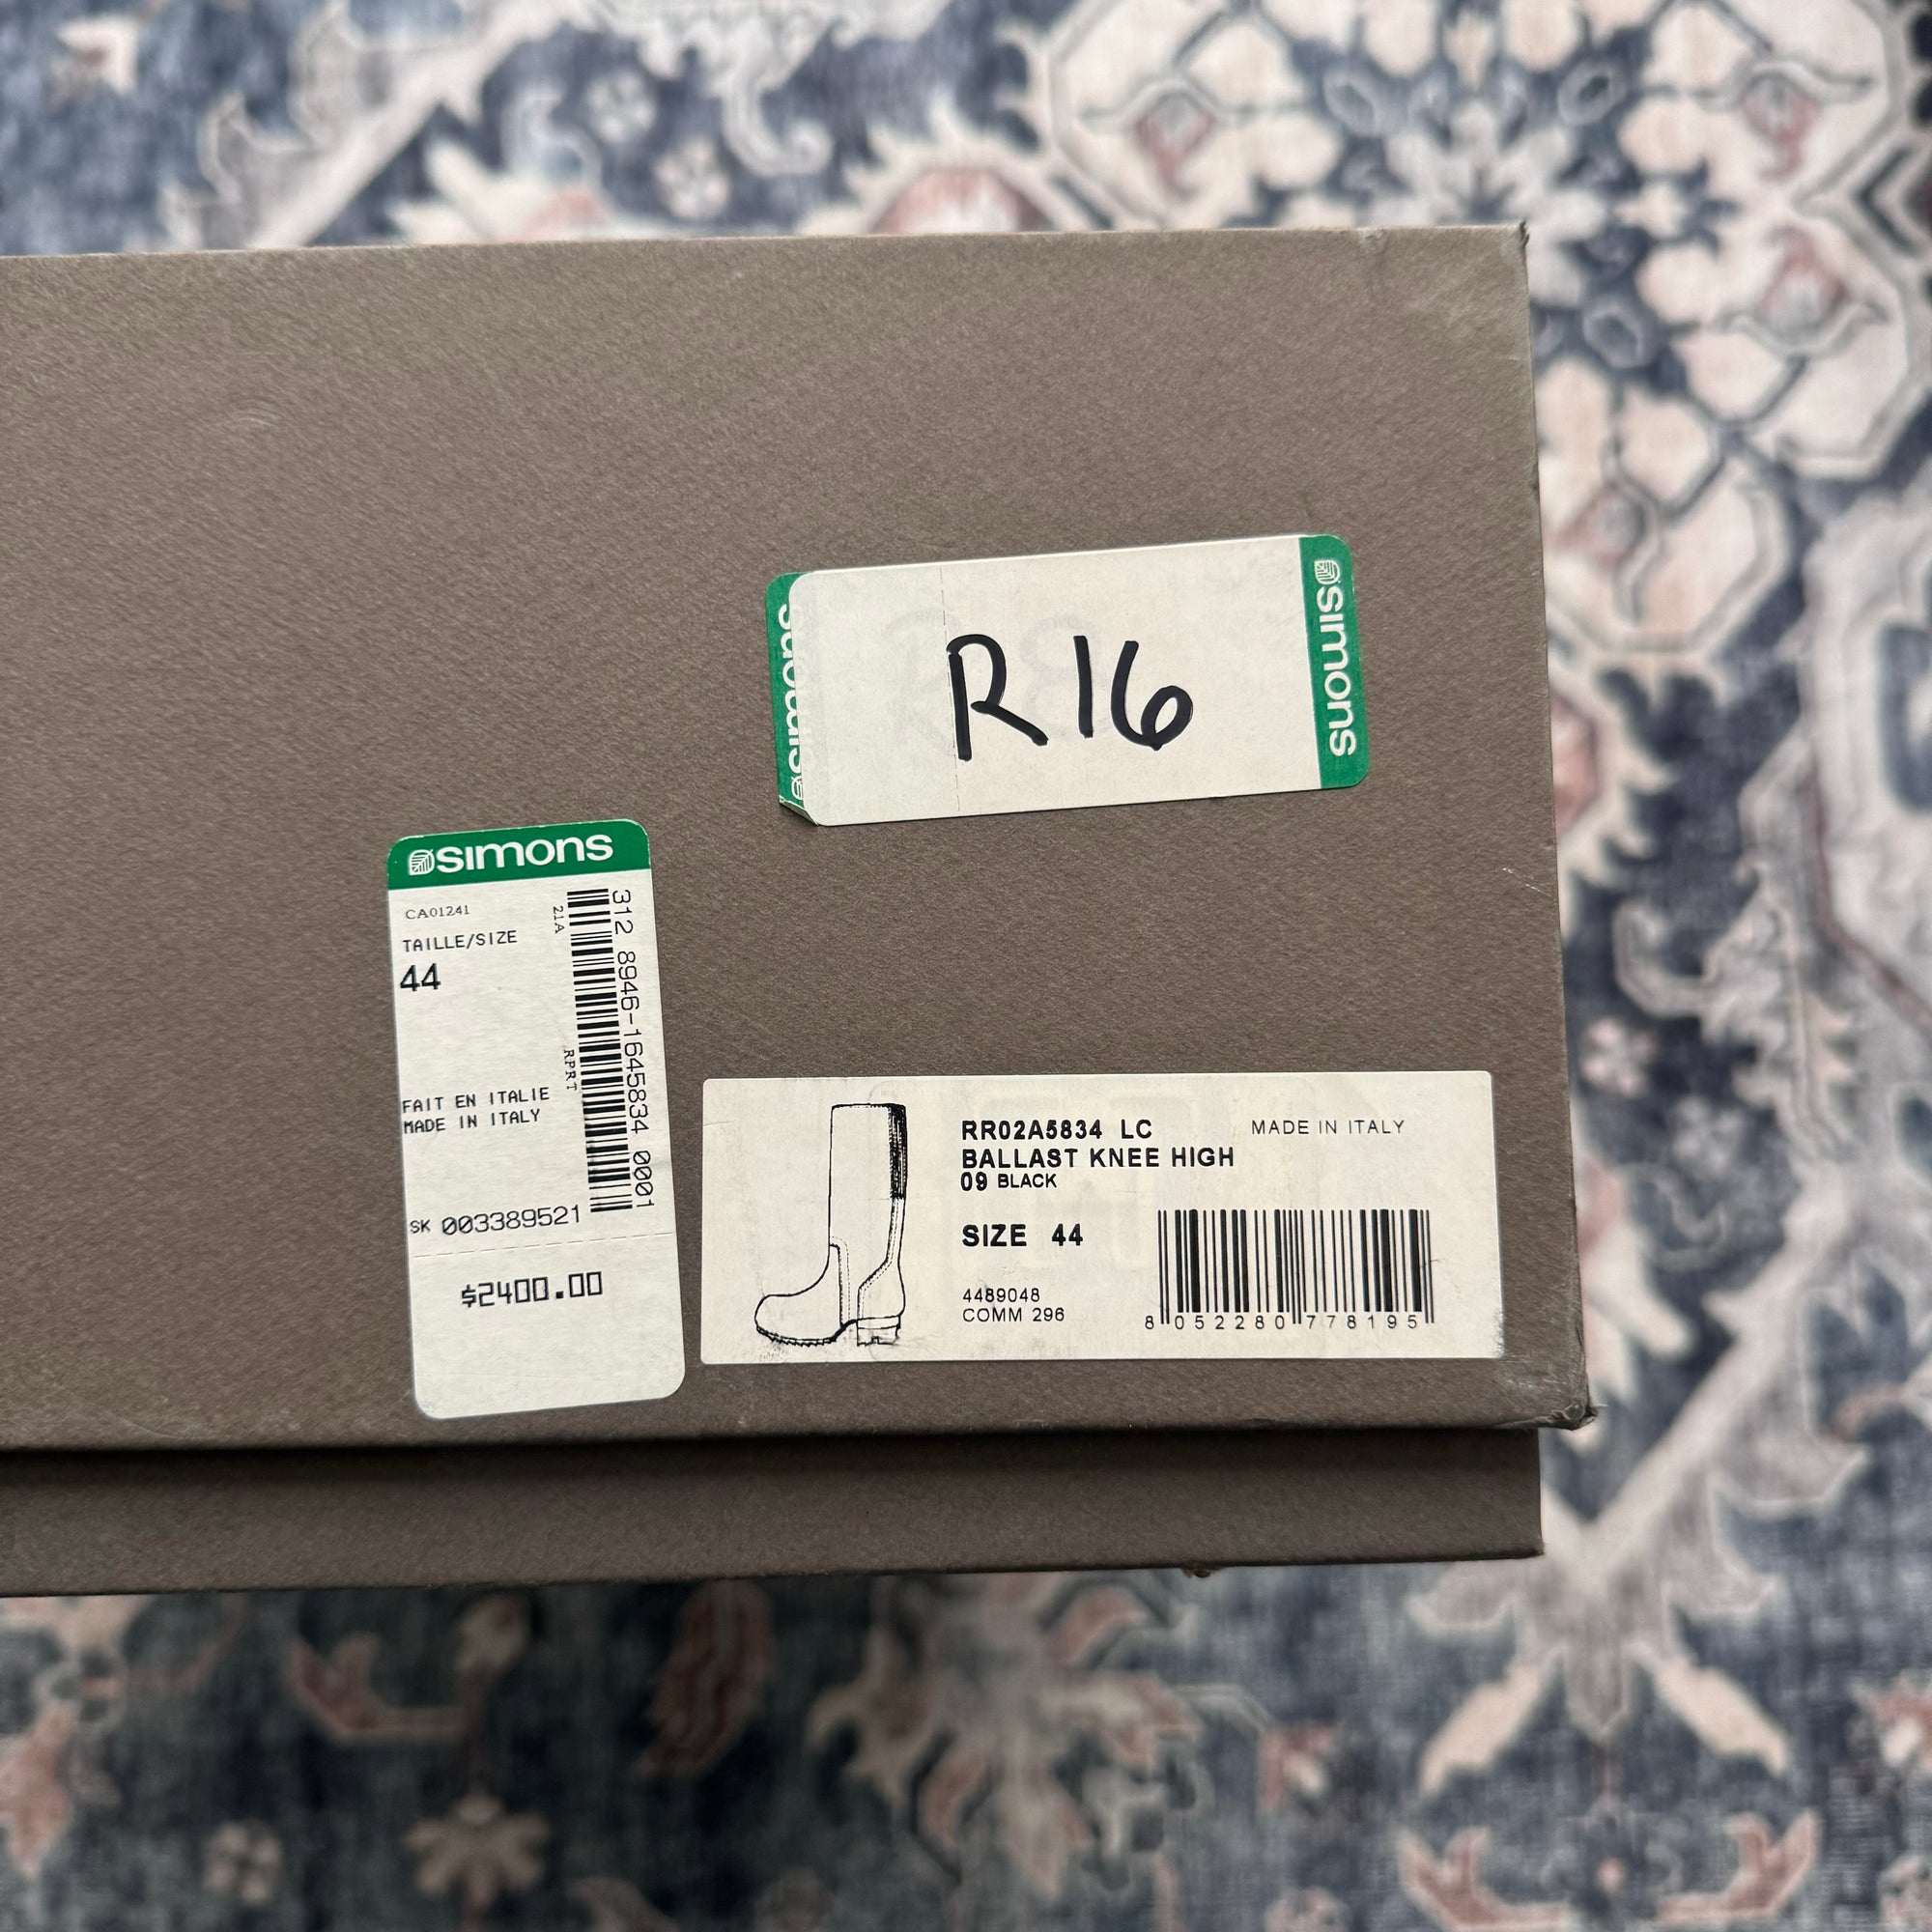 simons
R16
simons
simons
CA01241
21A
TAILLE/SIZE
44
RPRT
312 8946-1645834 0001
FAIT EN ITALIE
MADE IN ITALY
SK 003389521
$2400.00
RR02A5834 LC
MADE IN ITALY
BALLAST KNEE HIGH
09 BLACK
SIZE 44
4489048
COMM 296
8 052280 778195